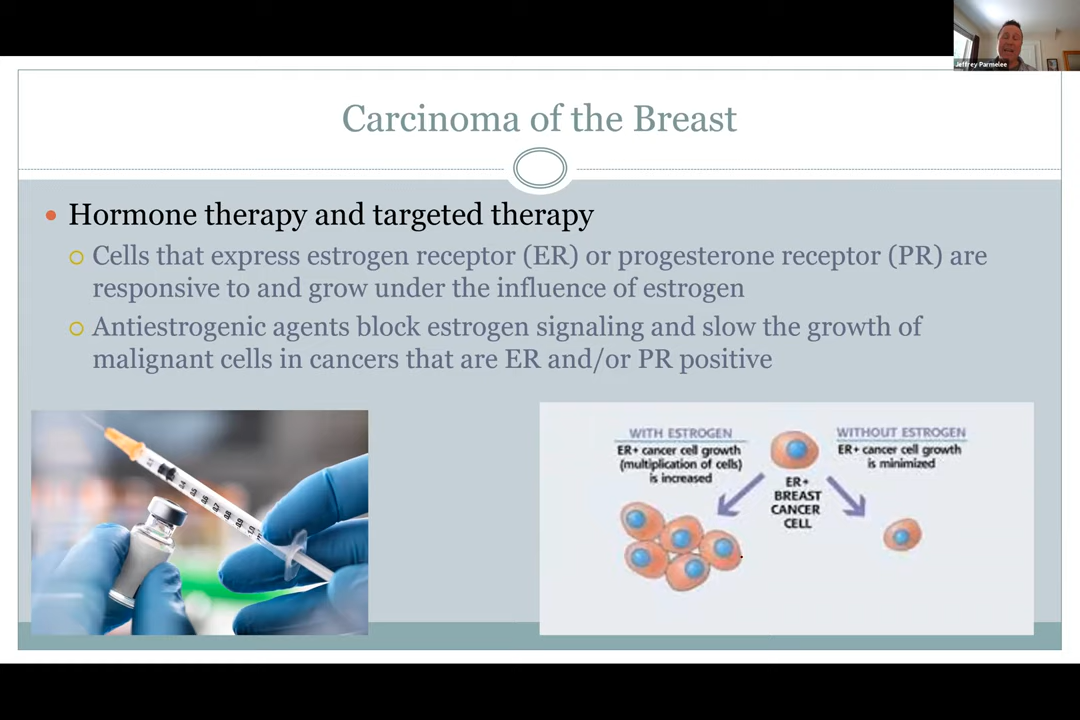 Jeffrey Parmelee
Carcinoma of the Breast
Hormone therapy and targeted therapy
Cells that express estrogen receptor (ER) or progesterone receptor (PR) are
responsive to and grow under the influence of estrogen
Antiestrogenic agents block estrogen signaling and slow the growth of
malignant cells in cancers that are ER and/or PR positive
WITH ESTROGEN
ER+ cancer cell growth
(multiplication of cells)
is increased
ER+
BREAST
CANCER
CELL
WITHOUT ESTROGEN
ER+ cancer cell growth
is minimized